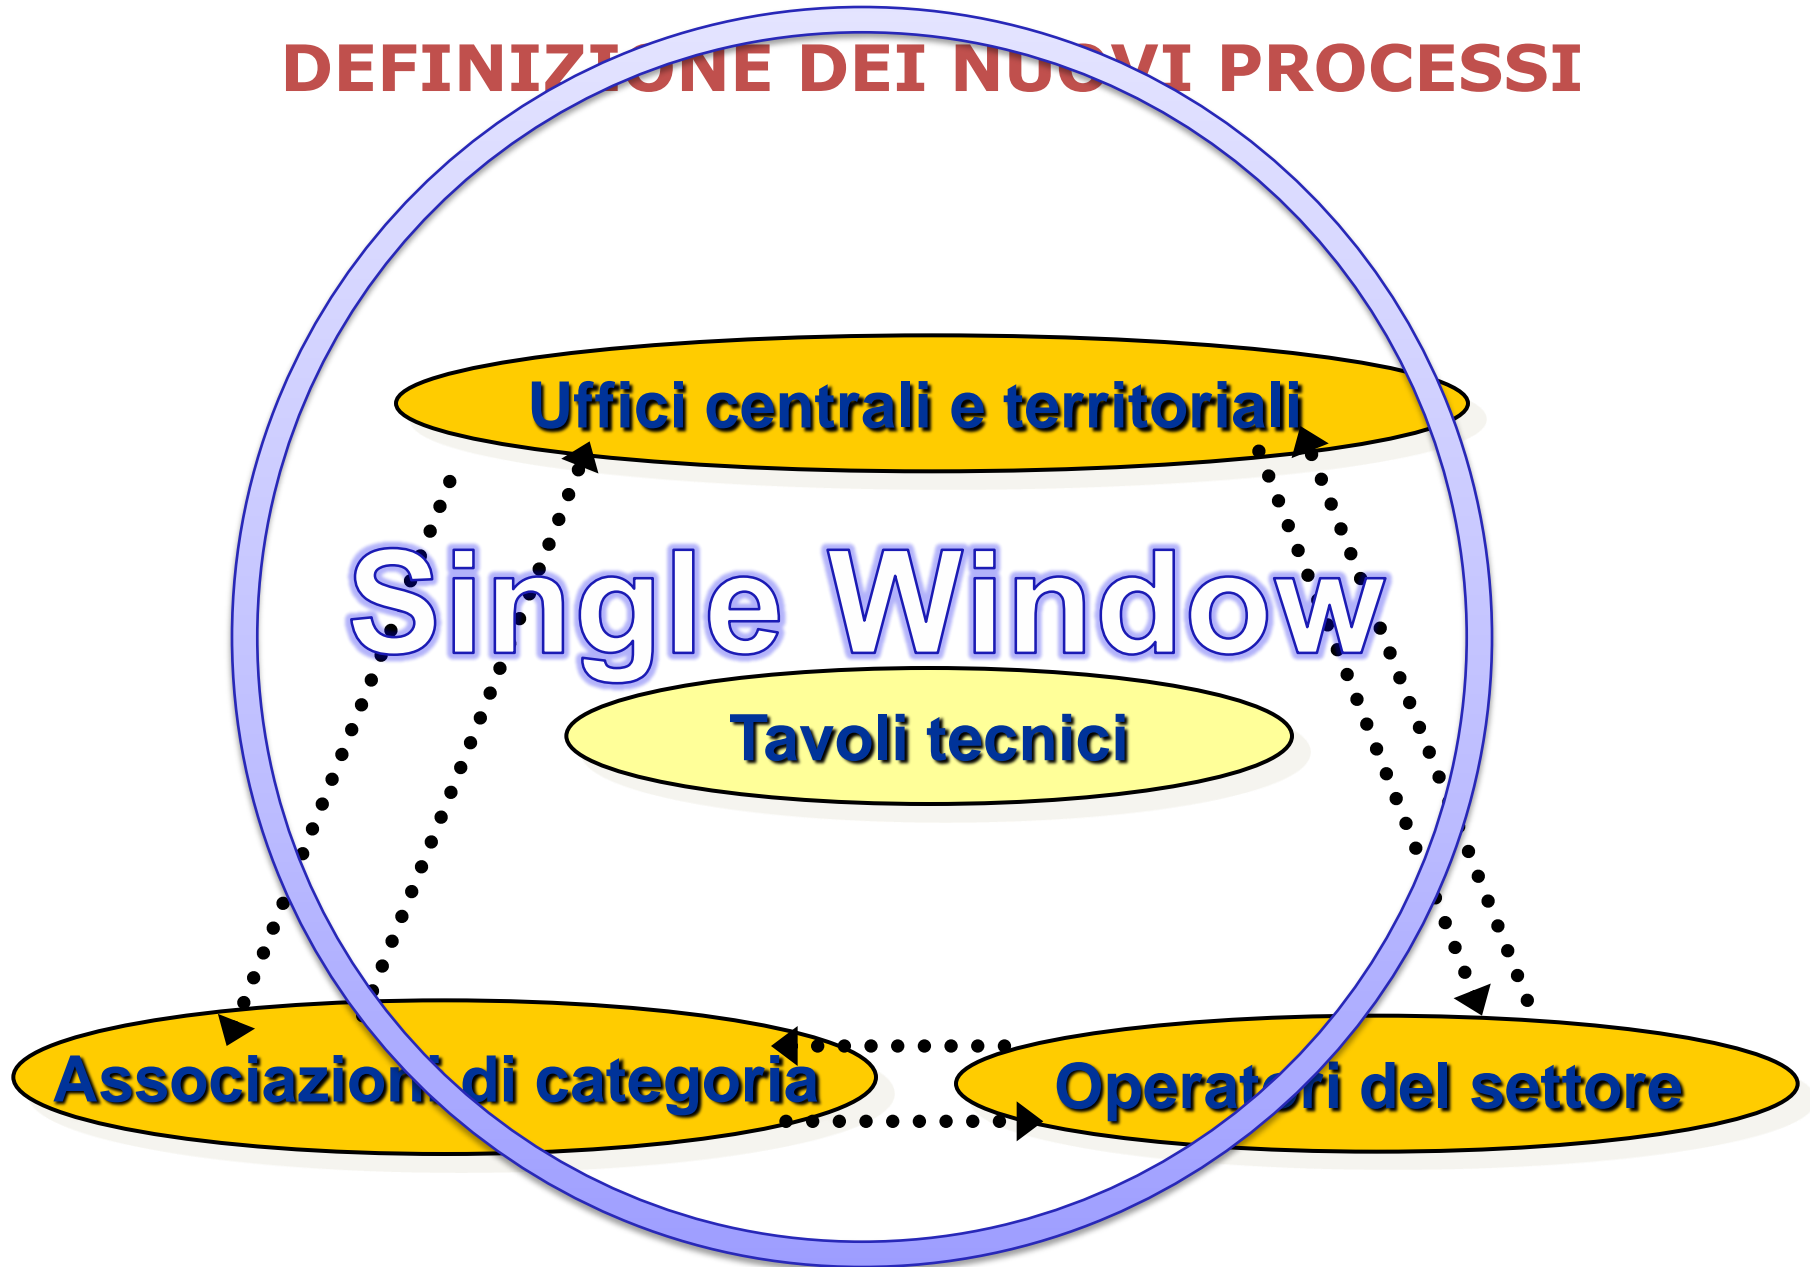 DEFINIZIONE DEI NUOVI PROCESSI
Uffici centrali e territoriali
Single Window
Tavoli tecnici
Associazioni di categoria
Operatori del settore